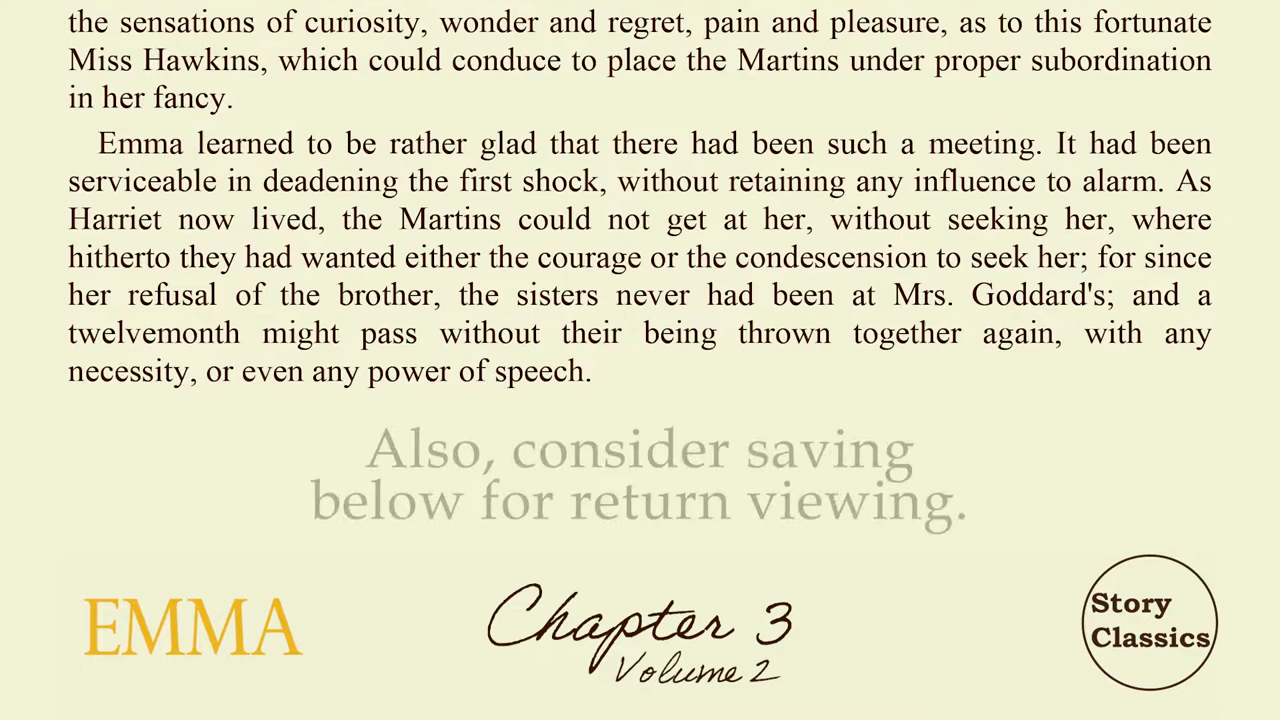 the sensations of curiosity, wonder and regret, pain and pleasure, as to this fortunate
Miss Hawkins, which could conduce to place the Martins under proper subordination
in her fancy.
Emma learned to be rather glad that there had been such a meeting. It had been
serviceable in deadening the first shock, without retaining any influence to alarm. As
Harriet now lived, the Martins could not get at her, without seeking her, where
hitherto they had wanted either the courage or the condescension to seek her; for since
her refusal of the brother, the sisters never had been at Mrs. Goddard's; and a
twelvemonth might pass without their being thrown together again, with any
necessity, or even any power of speech.
Also, consider saving
below for return viewing.
EMMA
Chapter 3
Volume 2
Story
Classics